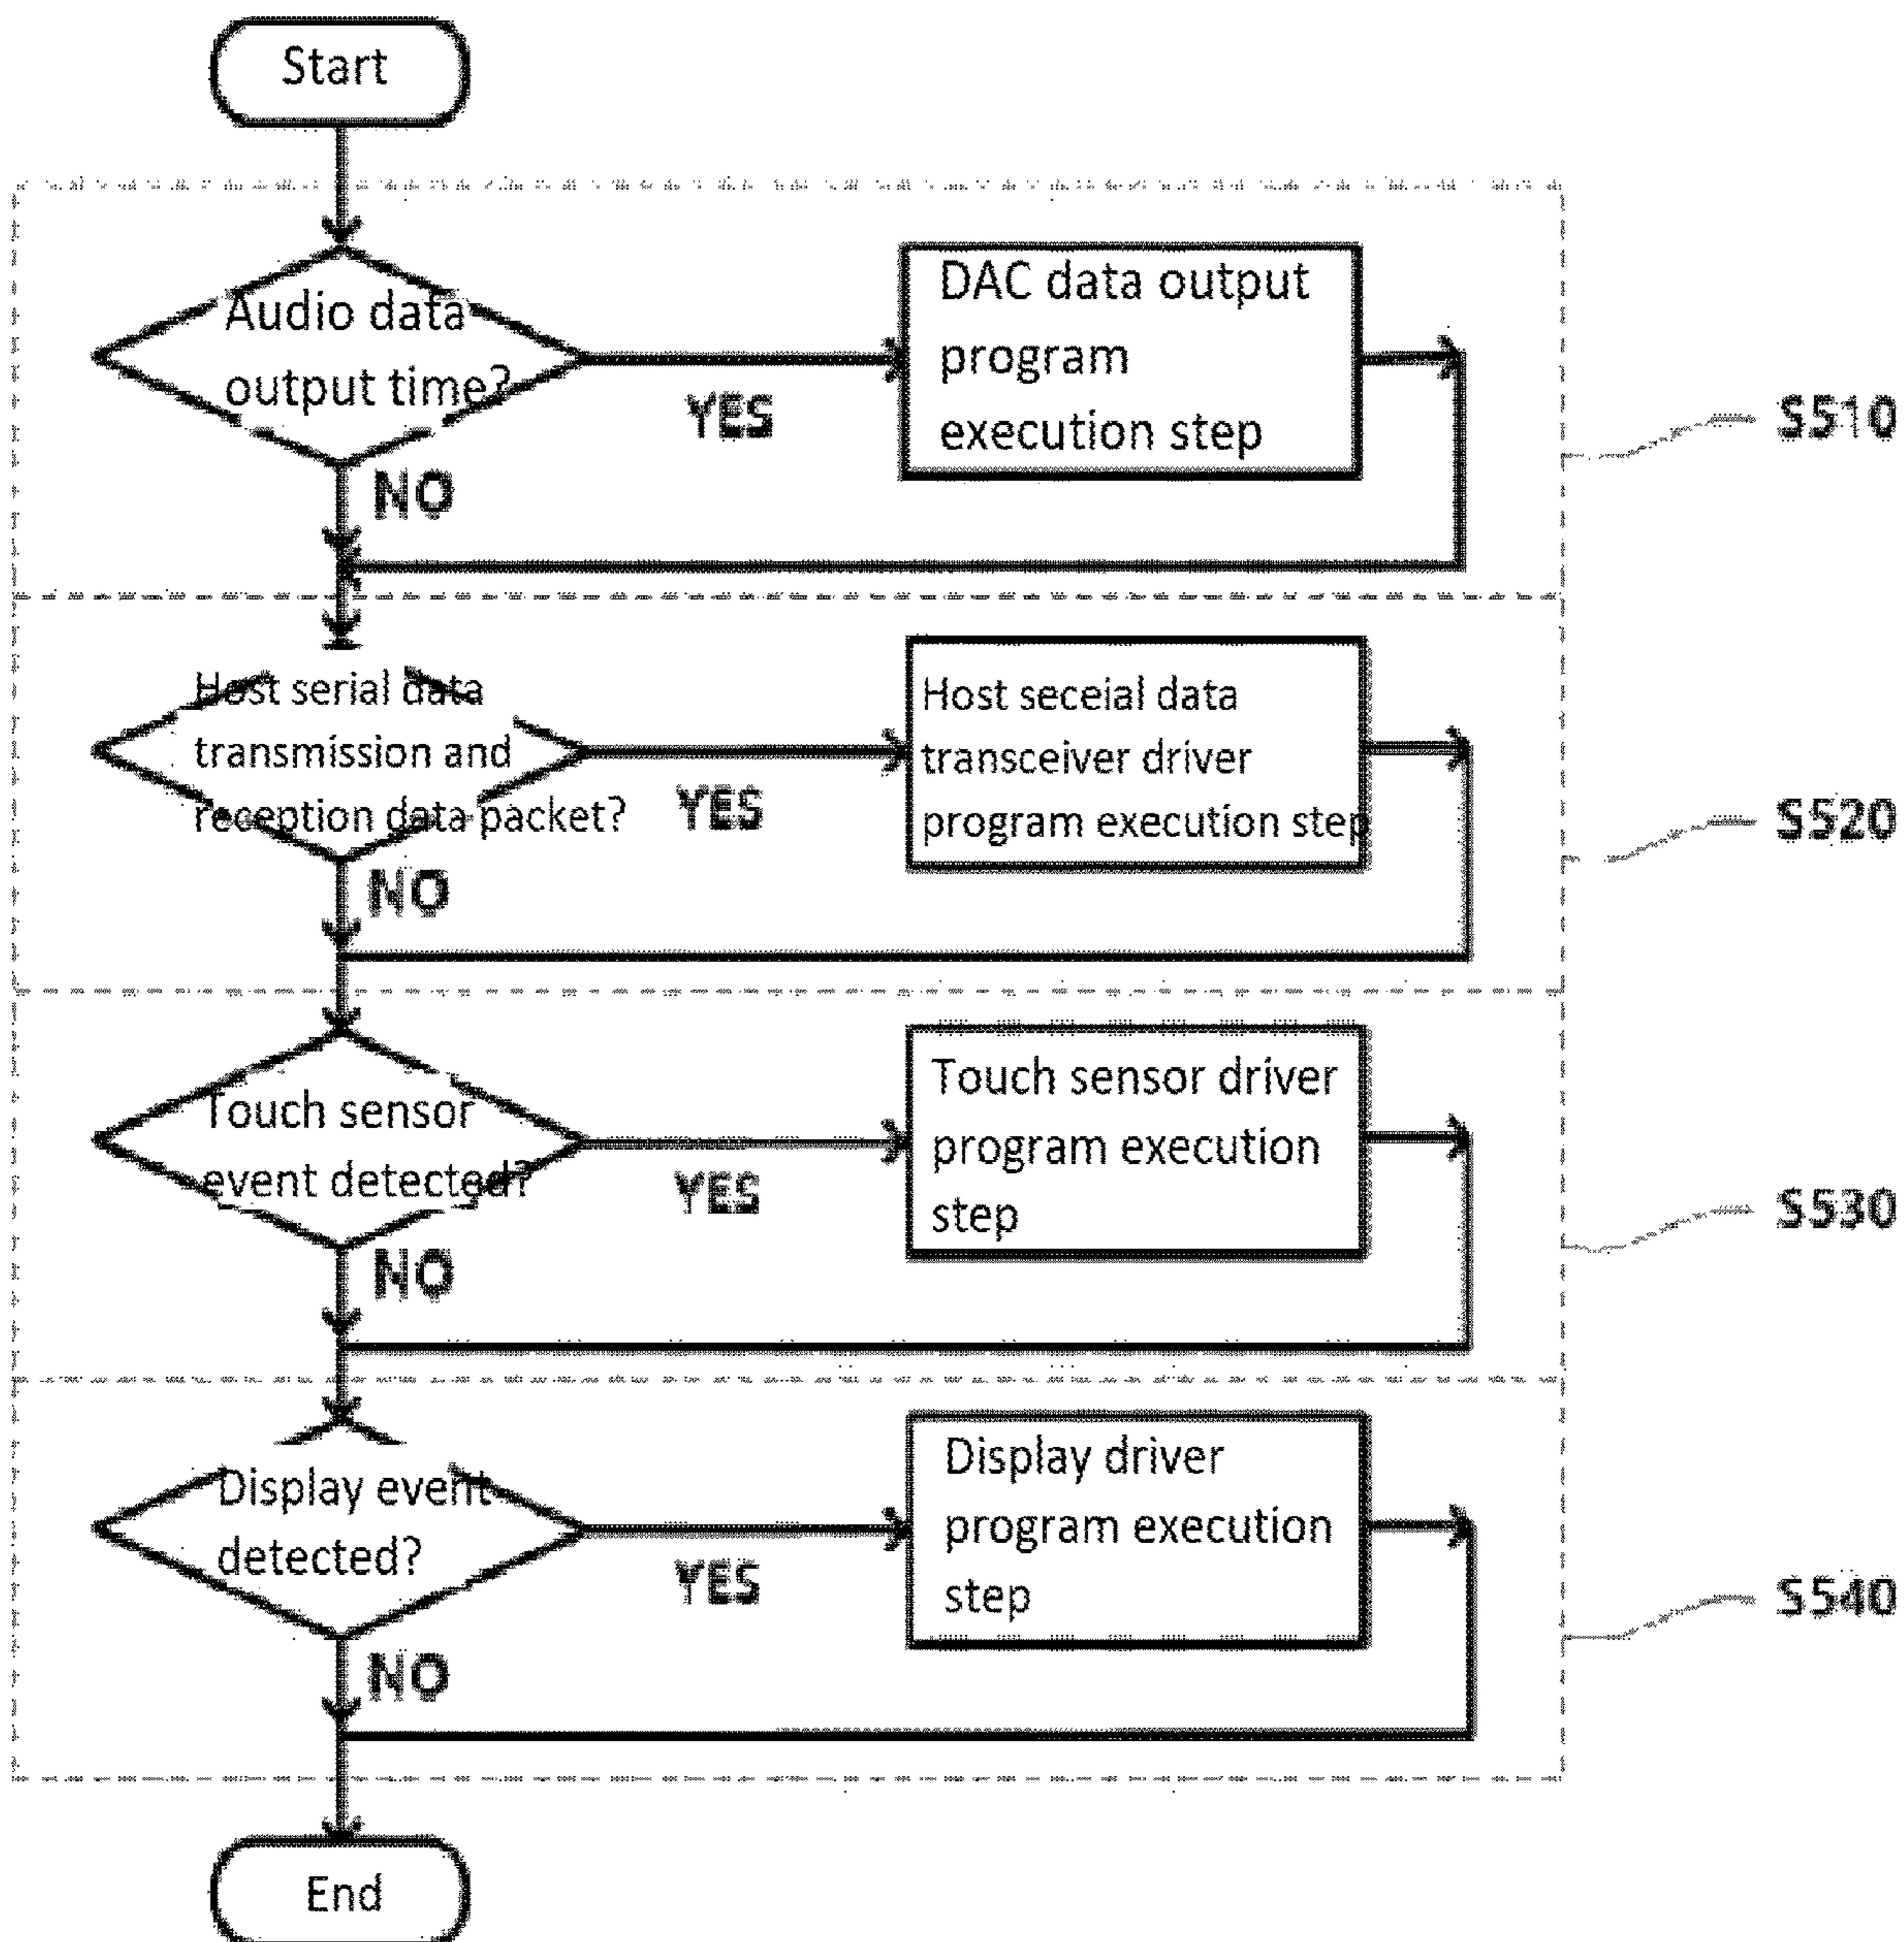 Start
Audio data
output time?
YES
NO
DAC data output
program
execution step
S510
Host serial data
transmission and
reception data packet?
YES
NO
Host seceial data
transceiver driver
program execution step
S520
Touch sensor
event detected?
YES
NO
Touch sensor driver
program execution
step
S530
Display event
detected?
YES
NO
Display driver
program execution
step
S540
End